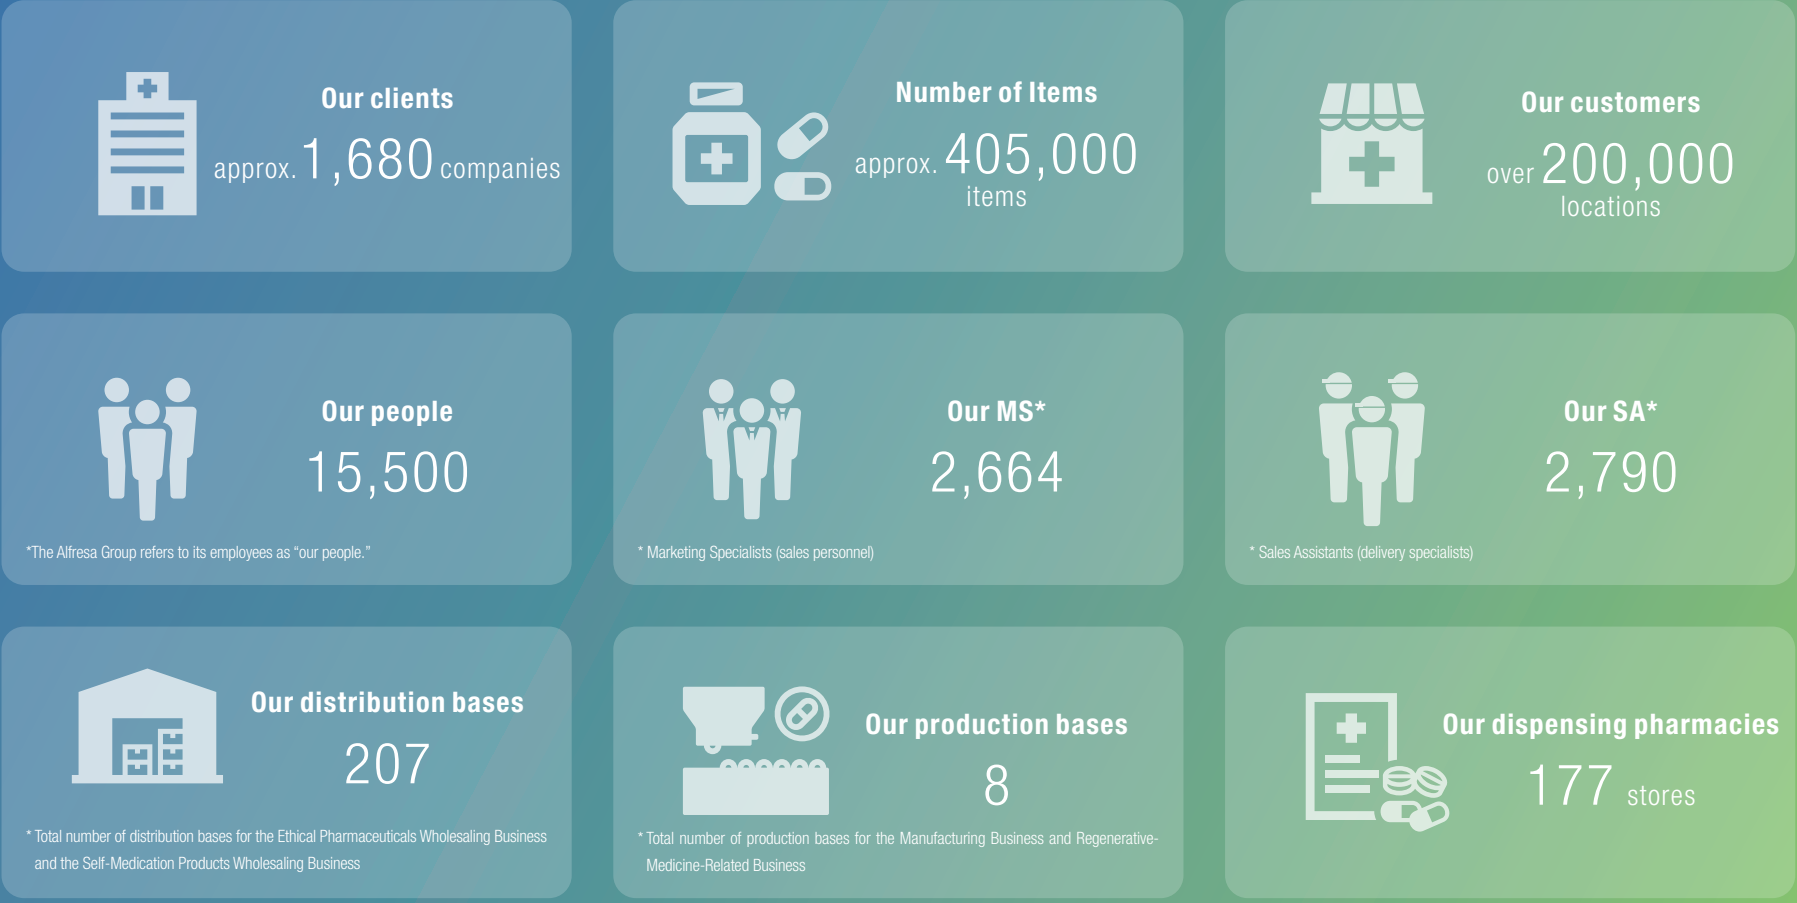 Our clients
approx. 1,680 companies
Number of Items
approx. 405,000
items
Our customers
over 200,000
locations
Our people
15,500
*The Alfresa Group refers to its employees as “our people.”
Our MS*
2,664
* Marketing Specialists (sales personnel)
Our SA*
2,790
* Sales Assistants (delivery specialists)
Our distribution bases
207
* Total number of distribution bases for the Ethical Pharmaceuticals Wholesaling Business
and the Self-Medication Products Wholesaling Business
Our production bases
8
* Total number of production bases for the Manufacturing Business and Regenerative-
Medicine-Related Business
Our dispensing pharmacies
177 stores